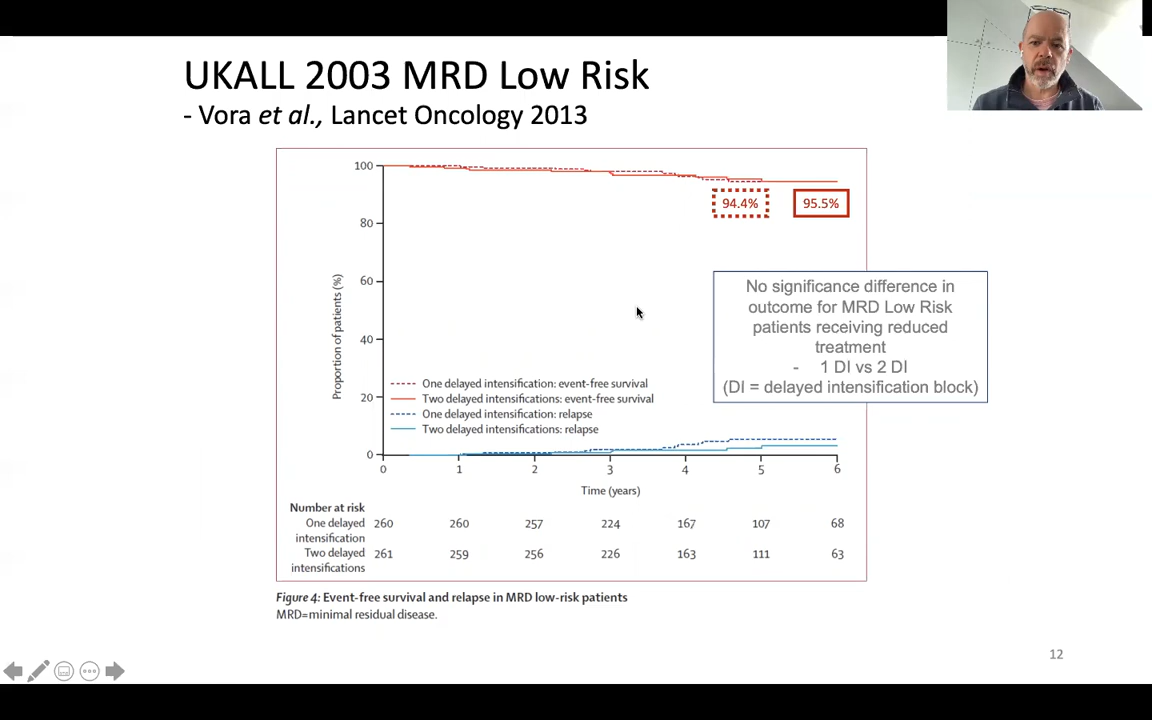 UKALL 2003 MRD Low Risk
- Vora et al., Lancet Oncology 2013
100
80
60
40
20
0
Proportion of patients (%)
94.4%
95.5%
No significance difference in
outcome for MRD Low Risk
patients receiving reduced
treatment
- 1 DI vs 2 DI
(DI = delayed intensification block)
One delayed intensification: event-free survival
Two delayed intensifications: event-free survival
One delayed intensification: relapse
Two delayed intensifications: relapse
0 1 2 3 4 5 6
Time (years)
Number at risk
One delayed 260 260 257 224 167 107 68
intensification
Two delayed 261 259 256 226 163 111 63
intensifications
Figure 4: Event-free survival and relapse in MRD low-risk patients
MRD=minimal residual disease.
12